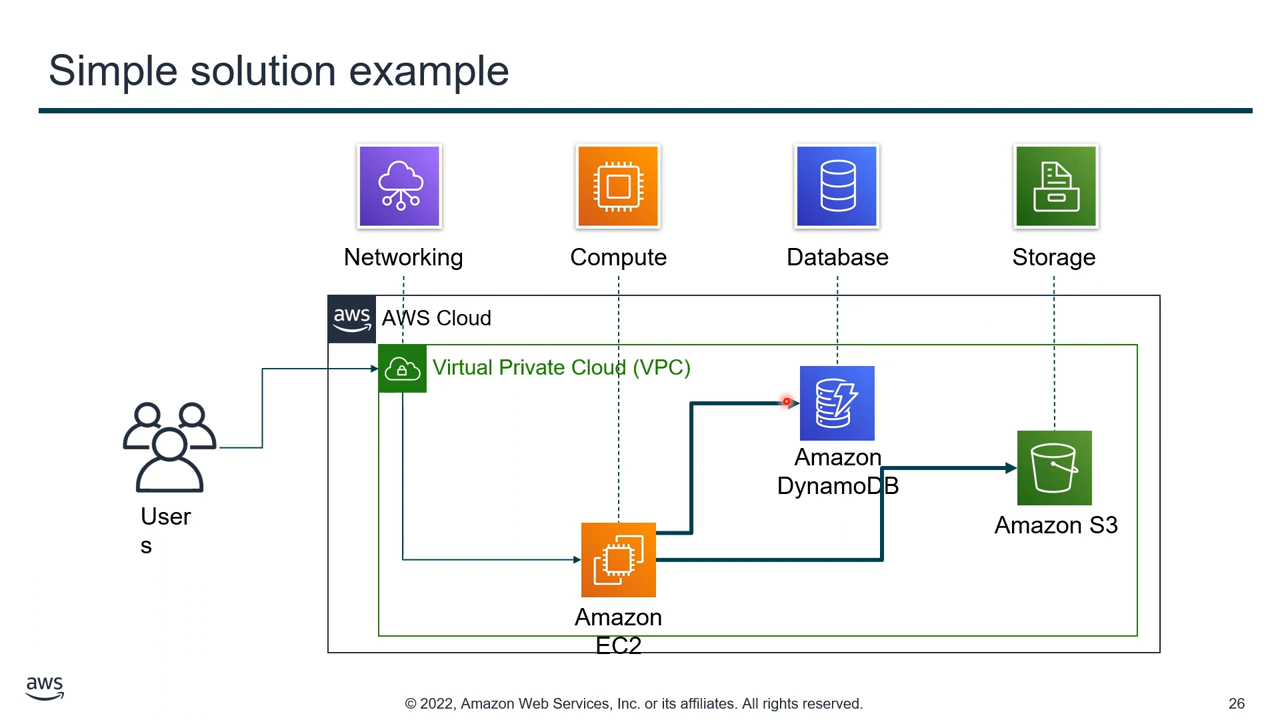 Simple solution example
Networking
Compute
Database
Storage
aws
AWS Cloud
Virtual Private Cloud (VPC)
User
s
Amazon
DynamoDB
Amazon S3
Amazon
EC2
aws
© 2022, Amazon Web Services, Inc. or its affiliates. All rights reserved.
26